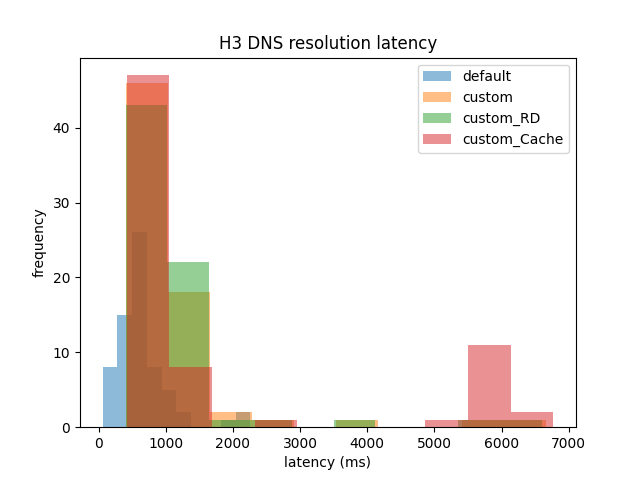 H3 DNS resolution latency
default
custom
custom_RD
custom_Cache
frequency
40
30
20
10
0
0 1000 2000 3000 4000 5000 6000 7000
latency (ms)